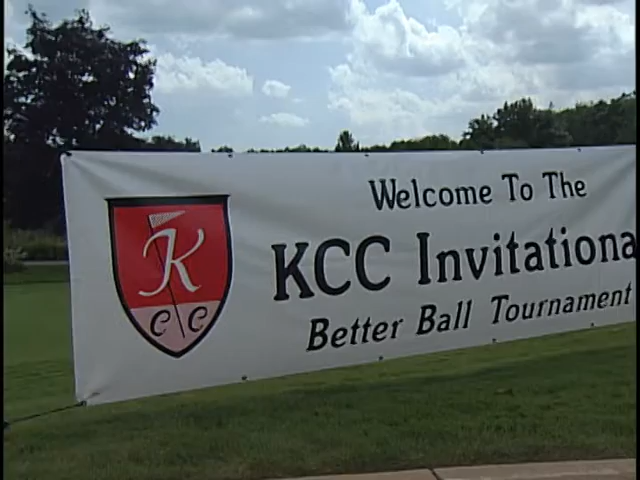 Welcome To The
KCC Invitationa
Better Ball Tournament
K
C C